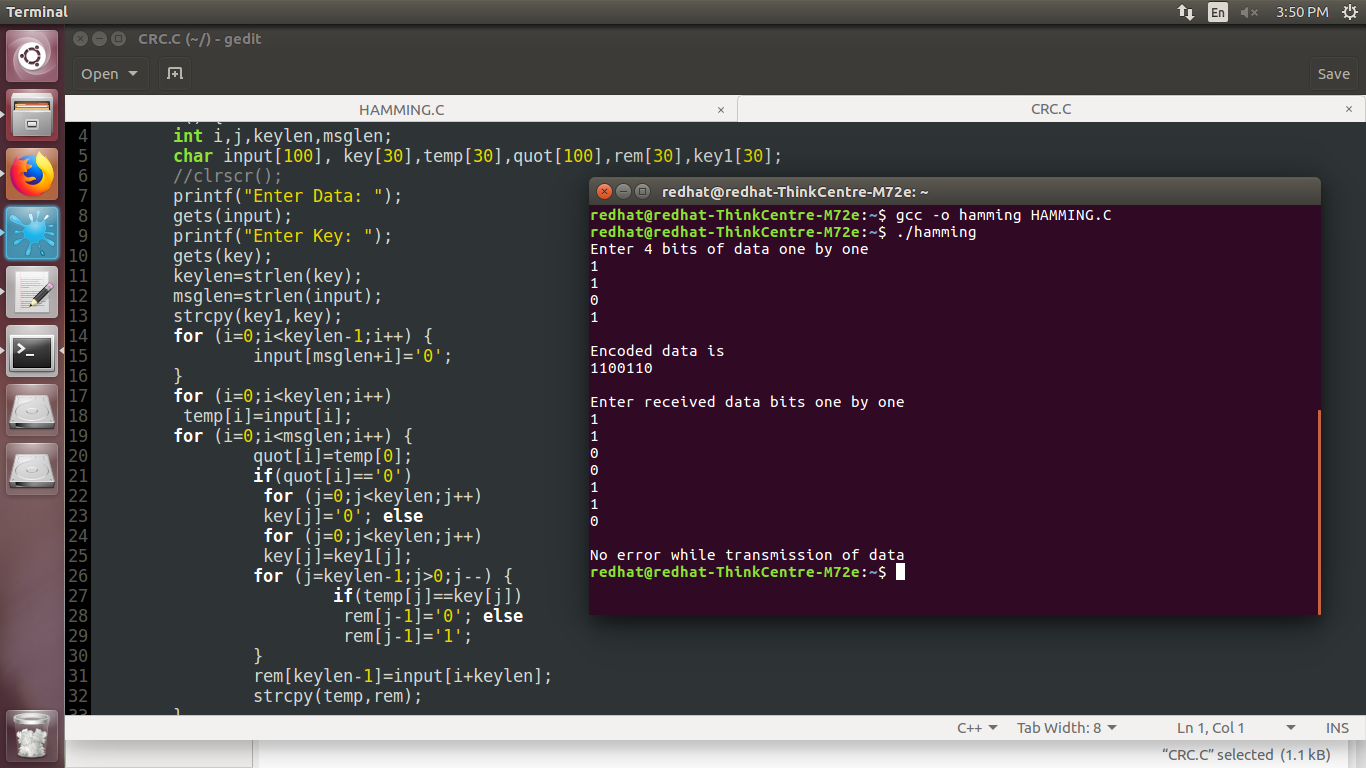 Terminal
En
3:50 PM
CRC.C (~/) - gedit
Open
Save
HAMMING.C ×
CRC.C ×
4 int i,j,keylen,msglen;
5 char input[100], key[30],temp[30],quot[100],rem[30],key1[30];
6 //clrscr();
7 printf("Enter Data: ");
8 gets(input);
9 printf("Enter Key: ");
10 gets(key);
11 keylen=strlen(key);
12 msglen=strlen(input);
13 strcpy(key1,key);
14 for (i=0;i<keylen-1;i++) {
15 input[msglen+i]='0';
16 }
17 for (i=0;i<keylen;i++)
18 temp[i]=input[i];
19 for (i=0;i<msglen;i++) {
20 quot[i]=temp[0];
21 if(quot[i]=='0')
22 for (j=0;j<keylen;j++)
23 key[j]='0'; else
24 for (j=0;j<keylen;j++)
25 key[j]=key1[j];
26 for (j=keylen-1;j>0;j--) {
27 if(temp[j]==key[j])
28 rem[j-1]='0'; else
29 rem[j-1]='1';
30 }
31 rem[keylen-1]=input[i+keylen];
32 strcpy(temp,rem);
33 }
redhat@redhat-ThinkCentre-M72e: ~
redhat@redhat-ThinkCentre-M72e:~$ gcc -o hamming HAMMING.C
redhat@redhat-ThinkCentre-M72e:~$ ./hamming
Enter 4 bits of data one by one
1
1
0
1
Encoded data is
1100110
Enter received data bits one by one
1
1
0
0
1
1
0
No error while transmission of data
redhat@redhat-ThinkCentre-M72e:~$
C++
Tab Width: 8
Ln 1, Col 1
INS
“CRC.C” selected (1.1 kB)